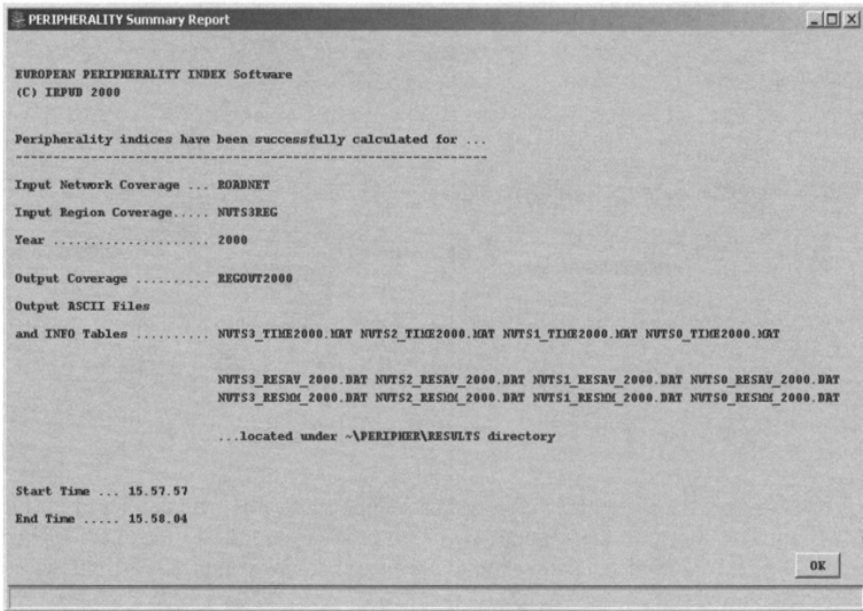 PERIPHERALITY Summary Report
EUROPEAN PERIPHERALITY INDEX Software
(C) IRPUD 2000
Peripherality indices have been successfully calculated for ...
----------------------------------------------------------------
Input Network Coverage ... ROADNET
Input Region Coverage..... NUTS3REG
Year ..................... 2000
Output Coverage .......... REGOUT2000
Output ASCII Files
and INFO Tables .......... NUTS3_TIME2000.MAT NUTS2_TIME2000.MAT NUTS1_TIME2000.MAT NUTS0_TIME2000.MAT
NUTS3_RESAV_2000.DAT NUTS2_RESAV_2000.DAT NUTS1_RESAV_2000.DAT NUTS0_RESAV_2000.DAT
NUTS3_RESMM_2000.DAT NUTS2_RESMM_2000.DAT NUTS1_RESMM_2000.DAT NUTS0_RESMM_2000.DAT
...located under ~\PERIPHER\RESULTS directory
Start Time ... 15.57.57
End Time ..... 15.58.04
OK